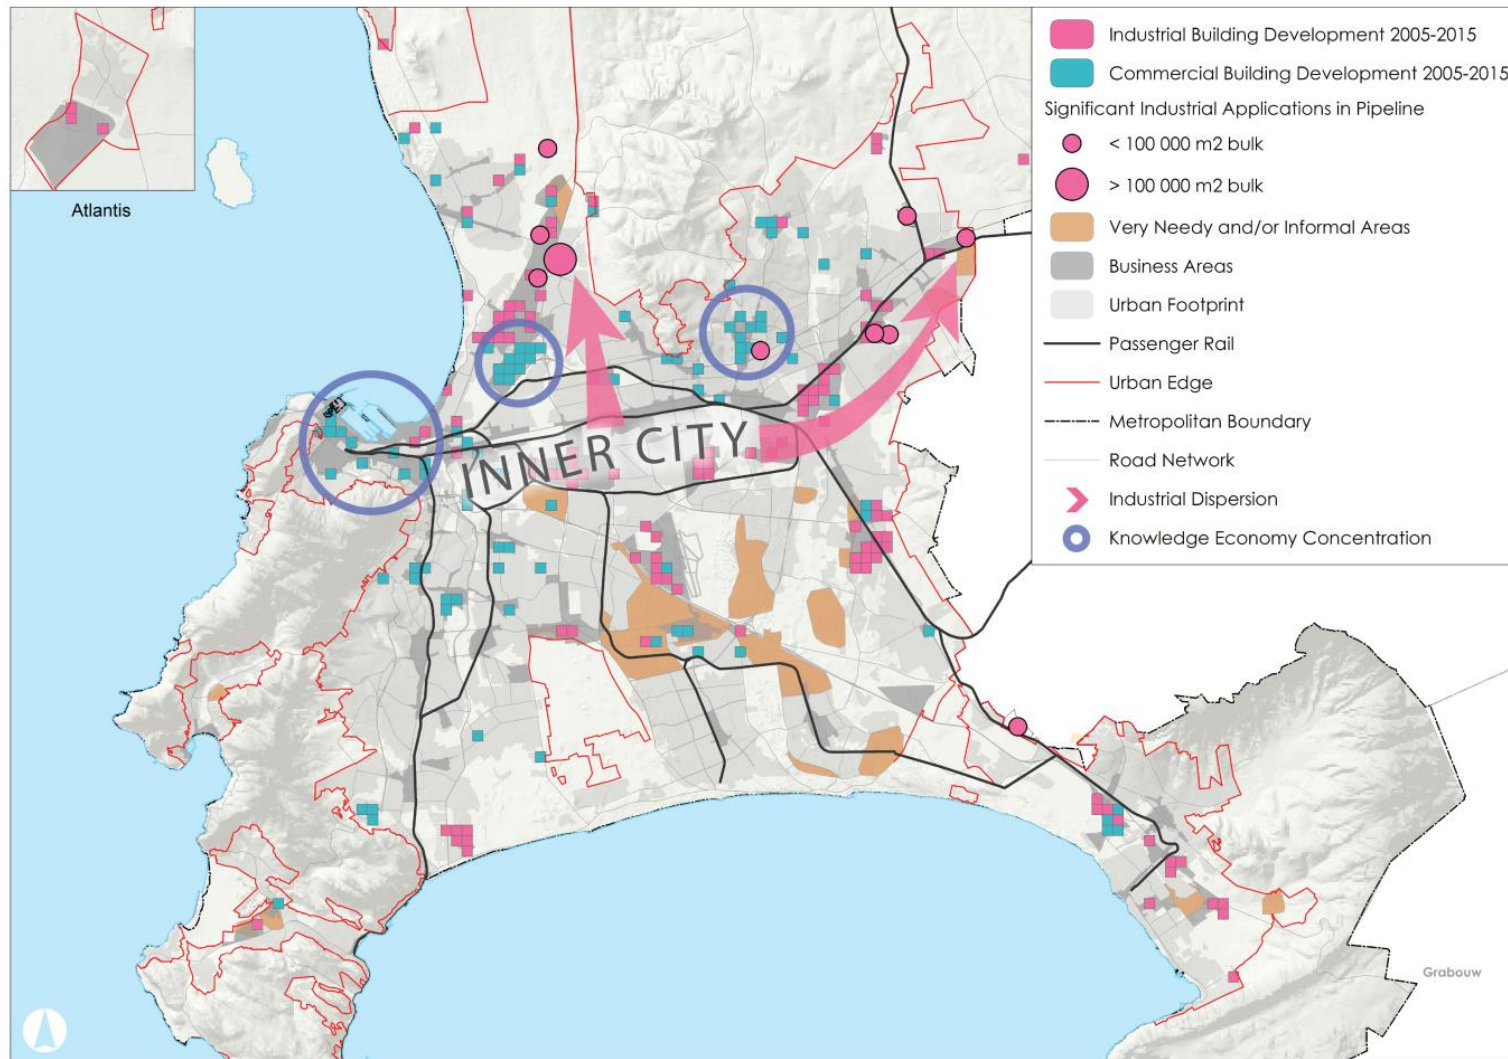 Atlantis
Industrial Building Development 2005-2015
Commercial Building Development 2005-2015
Significant Industrial Applications in Pipeline
< 100 000 m2 bulk
> 100 000 m2 bulk
Very Needy and/or Informal Areas
Business Areas
Urban Footprint
Passenger Rail
Urban Edge
Metropolitan Boundary
Road Network
Industrial Dispersion
Knowledge Economy Concentration
INNER CITY
Grabouw